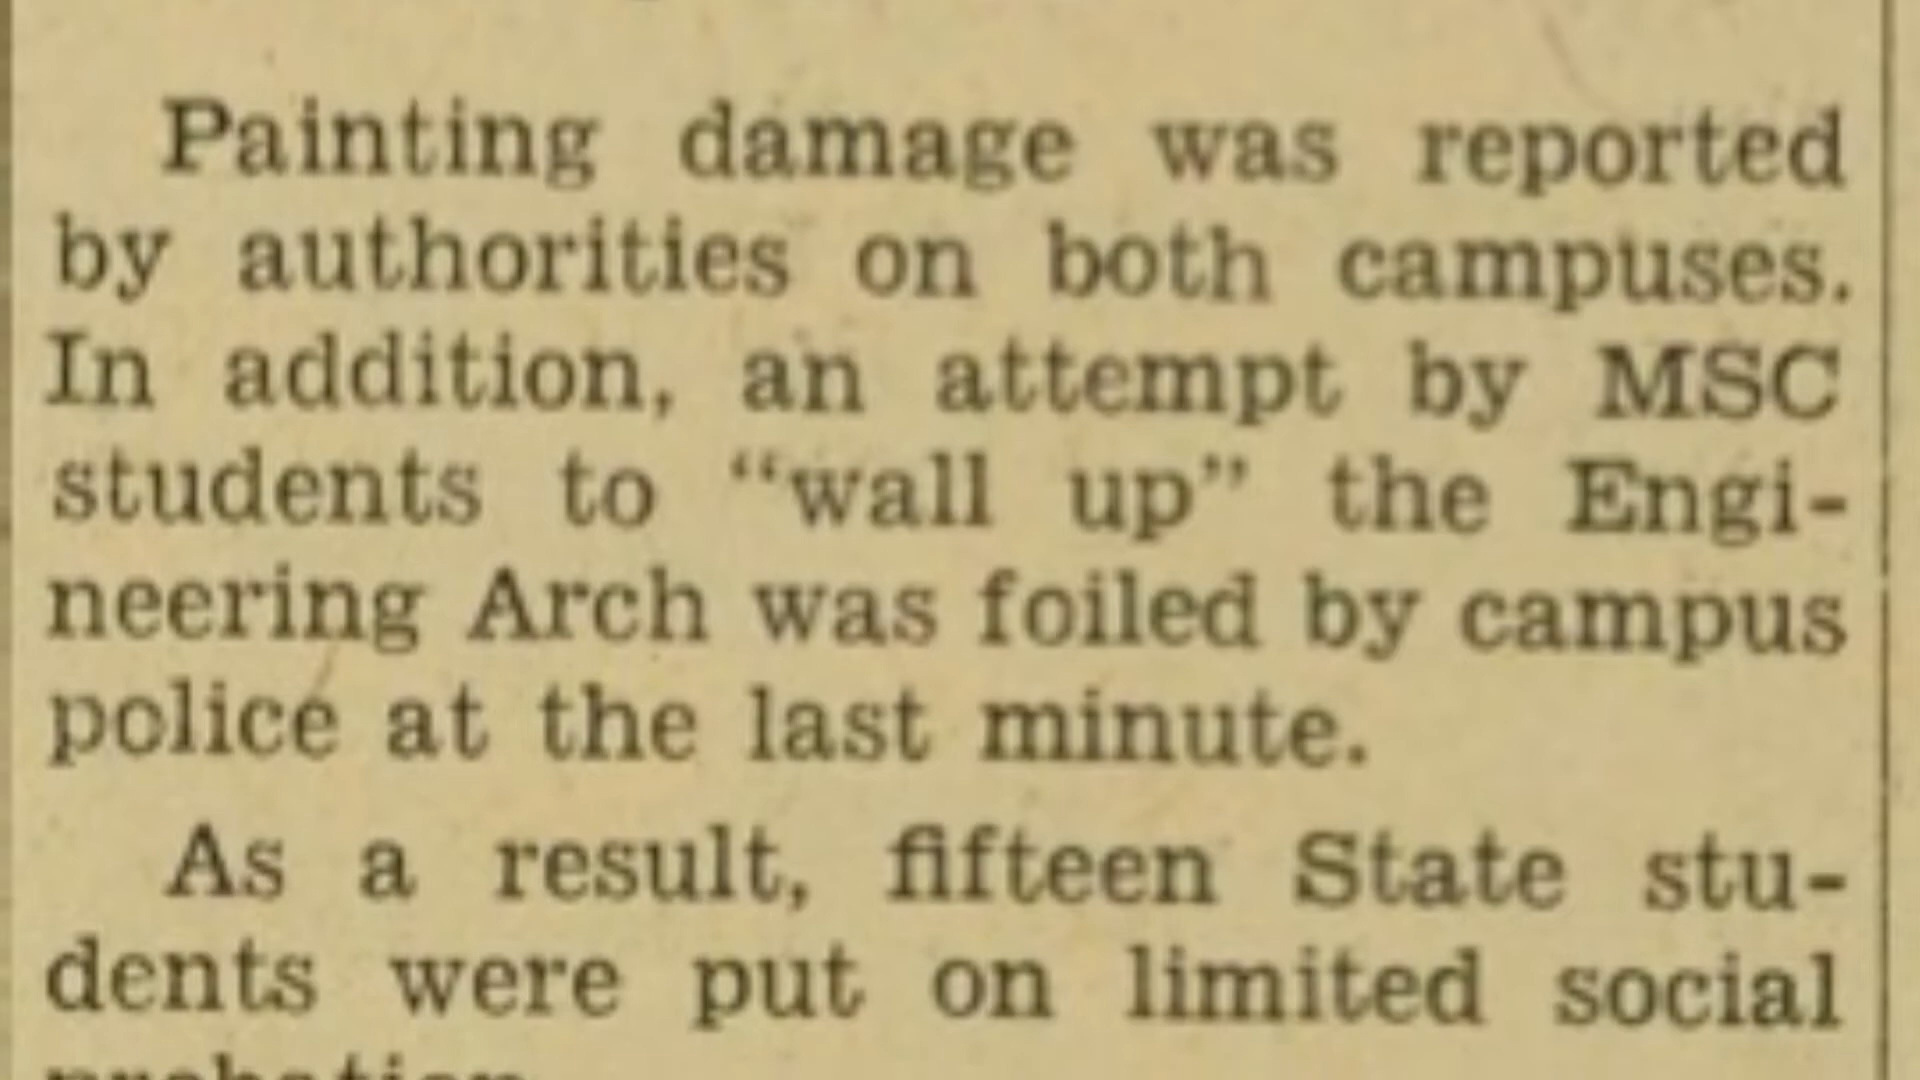 Painting damage was reported
by authorities on both campuses.
In addition, an attempt by MSC
students to “wall up” the Engi-
neering Arch was foiled by campus
police at the last minute.
As a result, fifteen State stu-
dents were put on limited social
probation